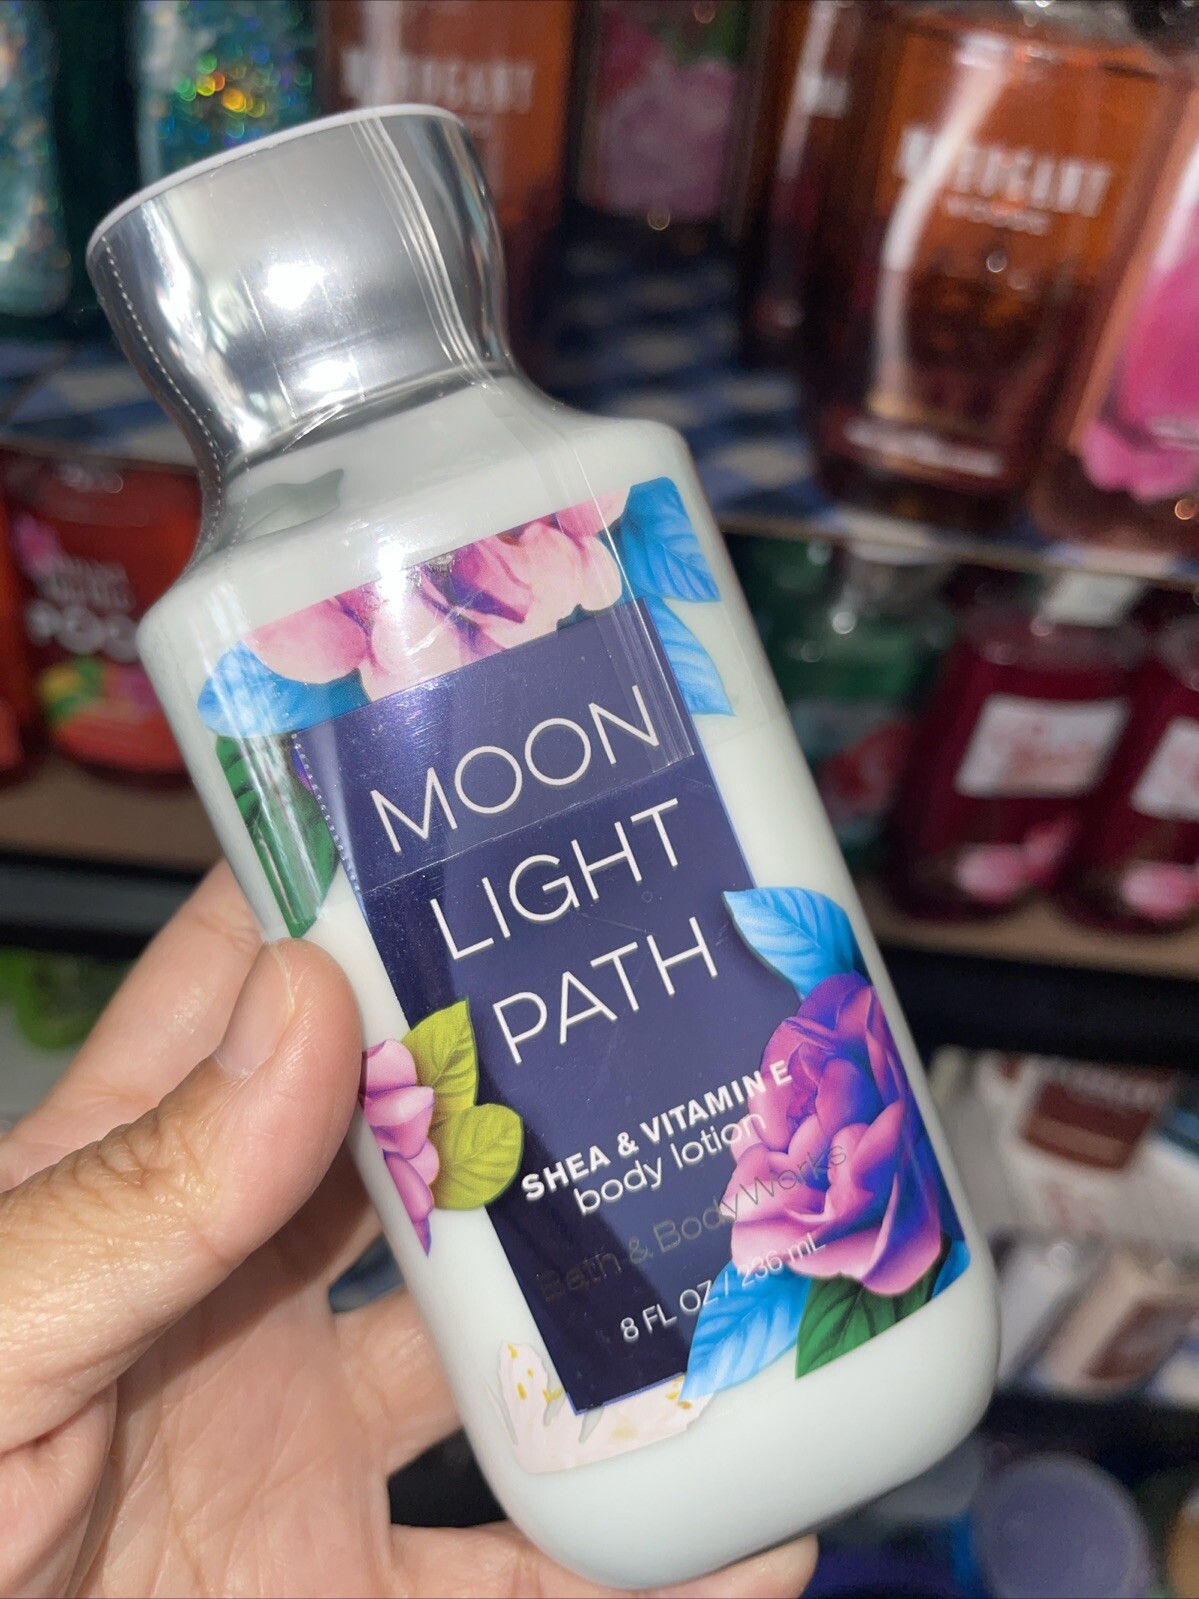 MOON
LIGHT
PATH
SHEA & VITAMIN E
body lotion
Bath & Body Works
8 FL OZ / 236 mL